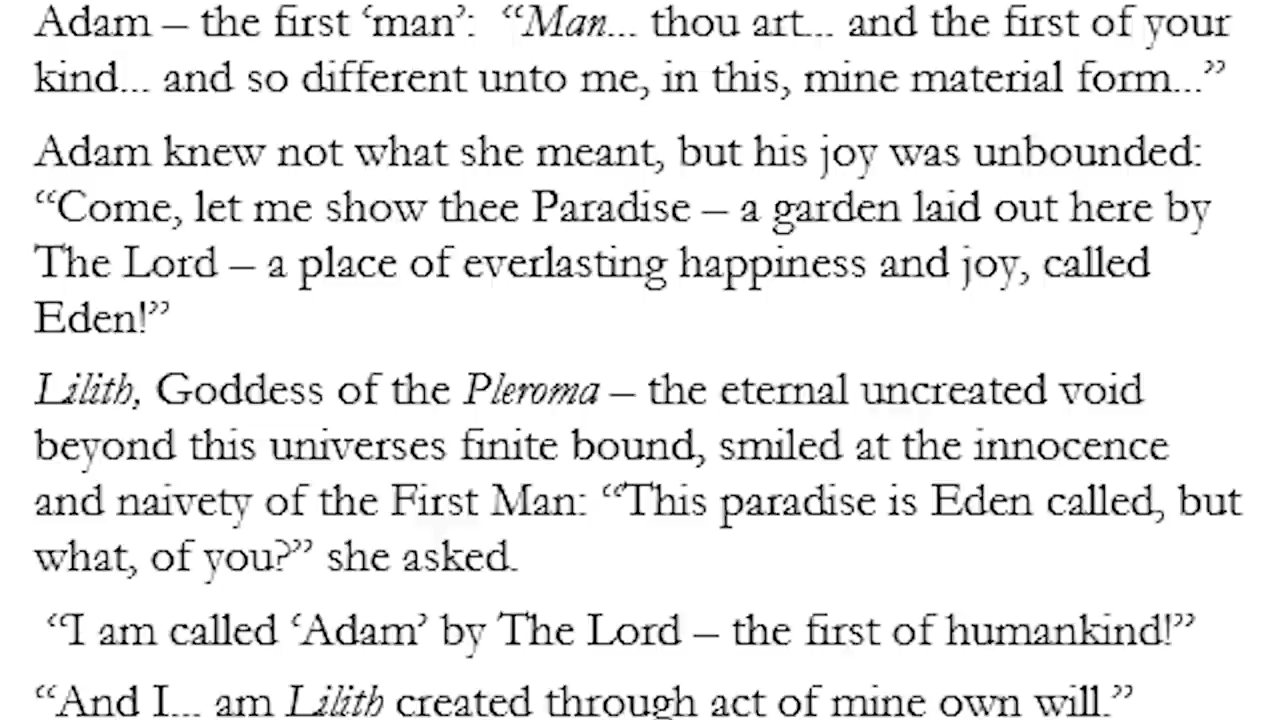 Adam – the first ‘man’: “Man... thou art... and the first of your
kind... and so different unto me, in this, mine material form...”
Adam knew not what she meant, but his joy was unbounded:
“Come, let me show thee Paradise – a garden laid out here by
The Lord – a place of everlasting happiness and joy, called
Eden!”
Lilith, Goddess of the Pleroma – the eternal uncreated void
beyond this universes finite bound, smiled at the innocence
and naivety of the First Man: “This paradise is Eden called, but
what, of you?” she asked.
“I am called ‘Adam’ by The Lord – the first of humankind!”
“And I... am Lilith created through act of mine own will.”